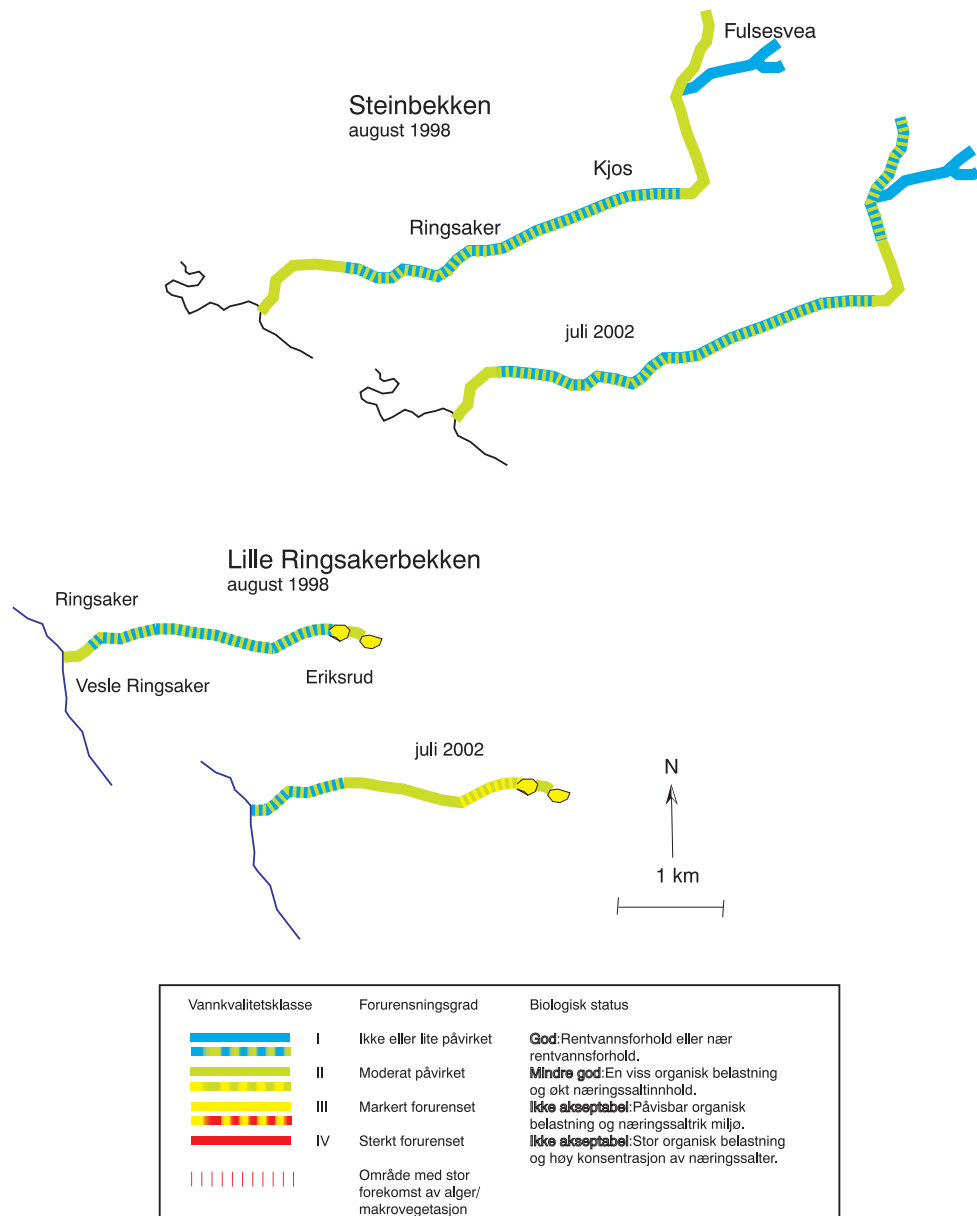 Fulsesvea
Steinbekken
august 1998
Kjos
Ringsaker
juli 2002
Lille Ringsakerbekken
august 1998
Ringsaker
Vesle Ringsaker
Eriksrud
juli 2002
N
1 km
Vannkvalitetsklasse Forurensningsgrad Biologisk status
I Ikke eller lite påvirket God:Rentvannsforhold eller nær
rentvannsforhold.
II Moderat påvirket Mindre god:En viss organisk belastning
og økt næringssaltinnhold.
III Markert forurenset Ikke akseptabel:Påvisbar organisk
belastning og næringssaltrik miljø.
IV Sterkt forurenset Ikke akseptabel:Stor organisk belastning
og høy konsentrasjon av næringssalter.
Område med stor
forekomst av alger/
makrovegetasjon